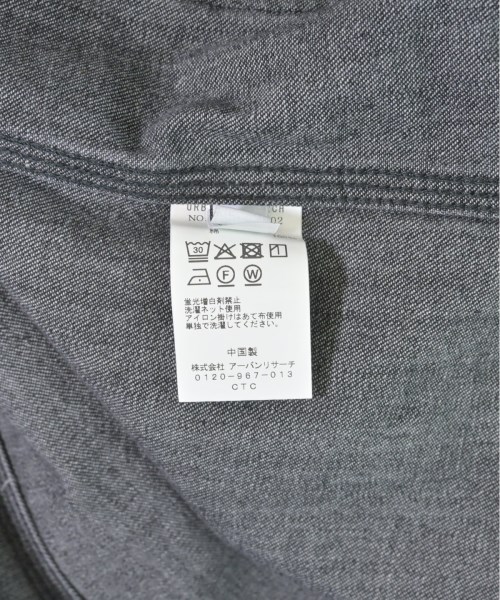 URB
CH
NO
02
30
F
W
蛍光増白剤禁止
洗濯ネット使用
アイロン掛けはあて布使用
単独で洗濯してください。
中国製
株式会社 アーバンリサーチ
0120-967-013
CTC